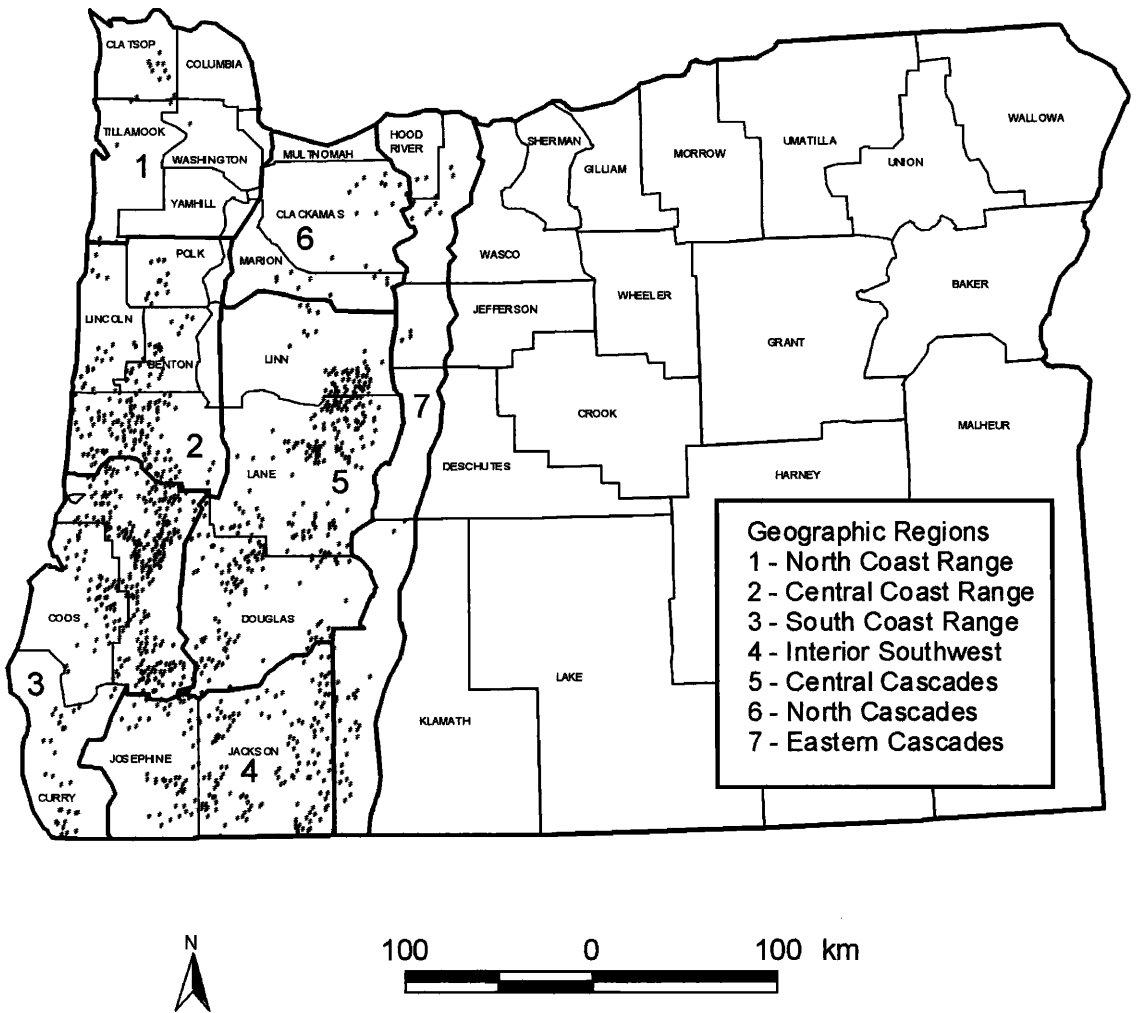 CLATSOP
COLUMBIA
TILLAMOOK
1
WASHINGTON
YAMHILL
MULTNOMAH
HOOD
RIVER
CLACKAMAS
6
MARION
POLK
LINCOLN
BENTON
LINN
2
LANE
5
7
SHERMAN
GILLIAM
MORROW
UMATILLA
UNION
WALLOWA
WASCO
JEFFERSON
WHEELER
GRANT
BAKER
CROOK
DESCHUTES
MALHEUR
HARNEY
COOS
DOUGLAS
3
LAKE
KLAMATH
JOSEPHINE
JACKSON
4
CURRY
Geographic Regions
1 - North Coast Range
2 - Central Coast Range
3 - South Coast Range
4 - Interior Southwest
5 - Central Cascades
6 - North Cascades
7 - Eastern Cascades
N
100 0 100 km